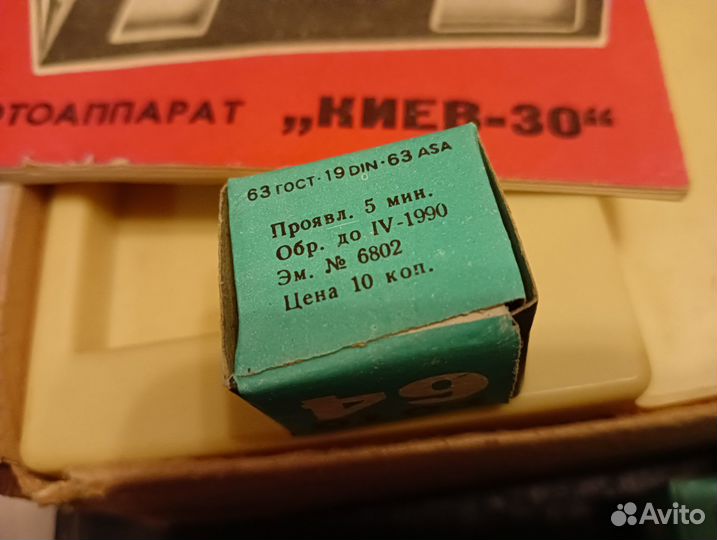 ОТОАППАРАТ „КИЕВ-30“
63 ГОСТ · 19 DIN · 63 ASA
Проявл. 5 мин.
Обр. до IV-1990
Эм. № 6802
Цена 10 коп.
64
Avito